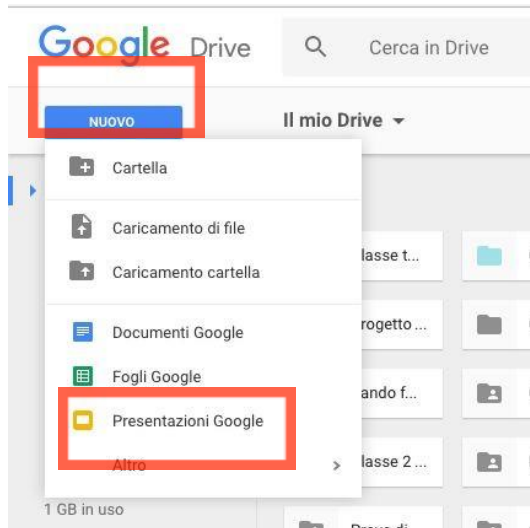 Google Drive
Cerca in Drive
NUOVO
Il mio Drive
Cartella
Caricamento di file
lasse t...
Caricamento cartella
Documenti Google
rogetto ...
Fogli Google
ando f...
Presentazioni Google
Altro
lasse 2 ...
1 GB in uso